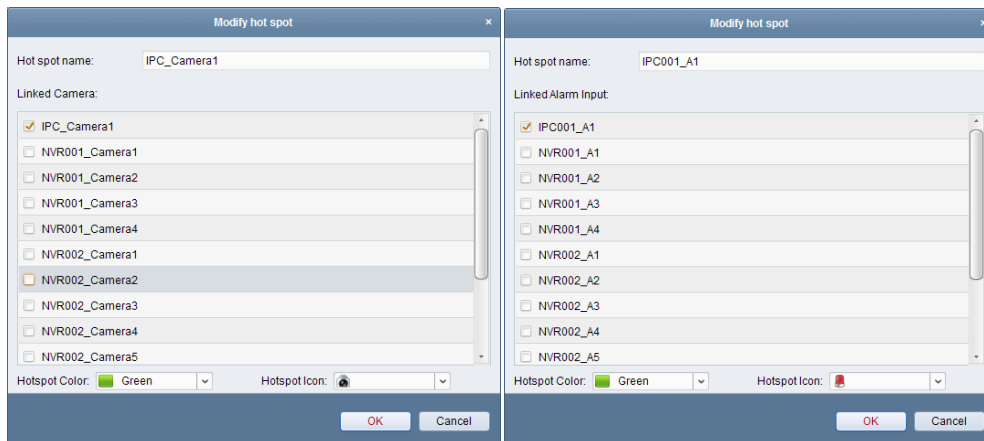 Modify hot spot ×
Hot spot name: IPC_Camera1
Linked Camera:
IPC_Camera1
NVR001_Camera1
NVR001_Camera2
NVR001_Camera3
NVR001_Camera4
NVR002_Camera1
NVR002_Camera2
NVR002_Camera3
NVR002_Camera4
NVR002_Camera5
Hotspot Color: Green Hotspot Icon:
OK Cancel
Modify hot spot ×
Hot spot name: IPC001_A1
Linked Alarm Input:
IPC001_A1
NVR001_A1
NVR001_A2
NVR001_A3
NVR001_A4
NVR002_A1
NVR002_A2
NVR002_A3
NVR002_A4
NVR002_A5
Hotspot Color: Green Hotspot Icon:
OK Cancel